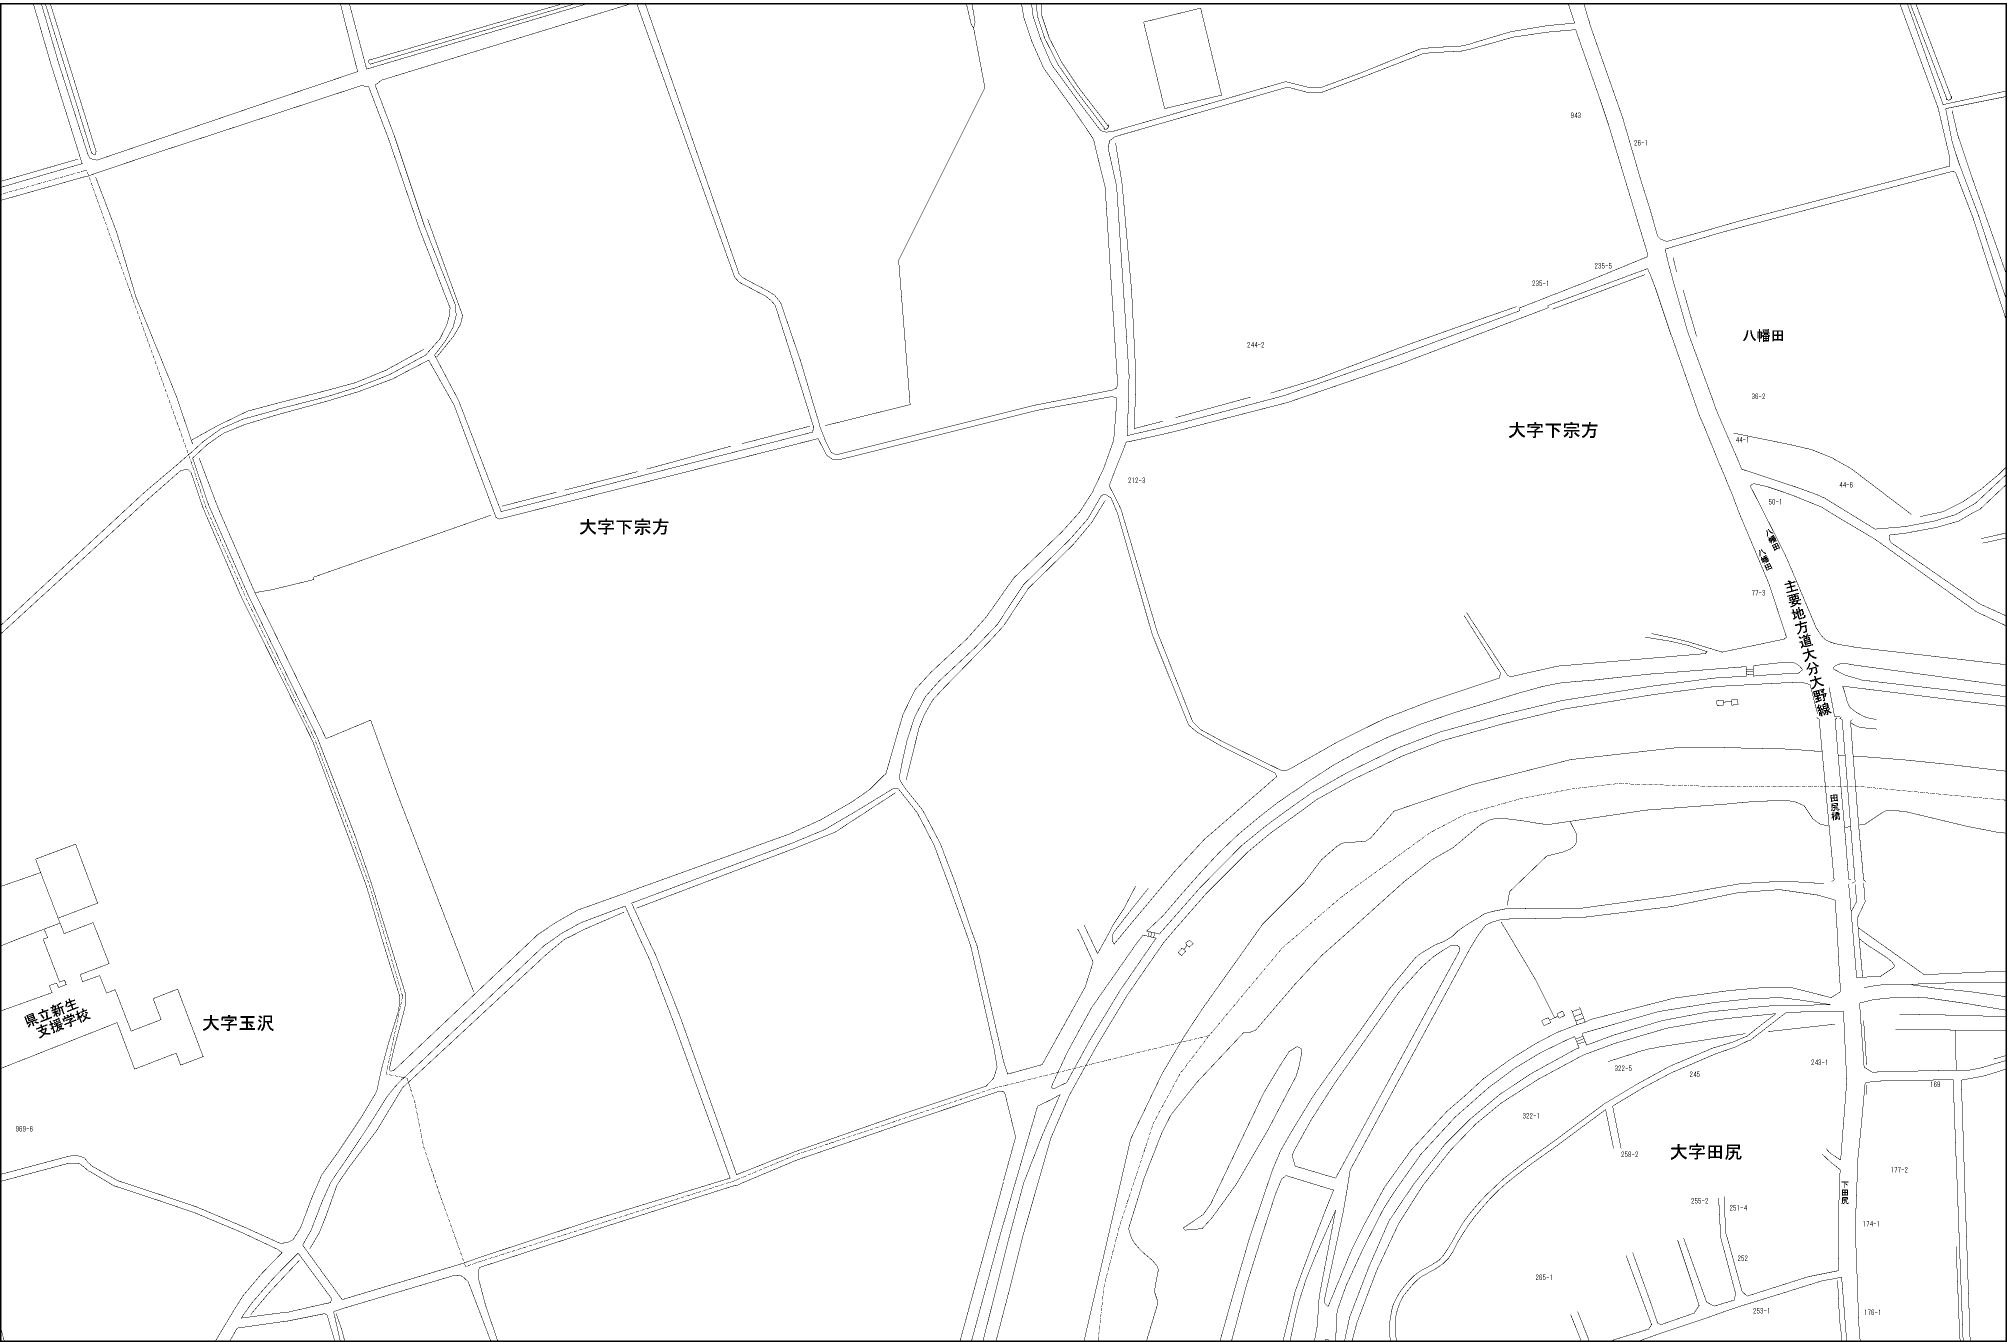 943
26-1
235-5
235-1
八幡田
244-2
36-2
大字下宗方
44-1
212-3
44-6
50-1
大字下宗方
八幡田
八幡田
77-3
主要地方道大分大野線
田尻橋
県立新生
支援学校
大字玉沢
243-1
322-5
245
169
322-1
969-6
大字田尻
258-2
177-2
下田尻
255-2
251-4
174-1
252
265-1
253-1
176-1